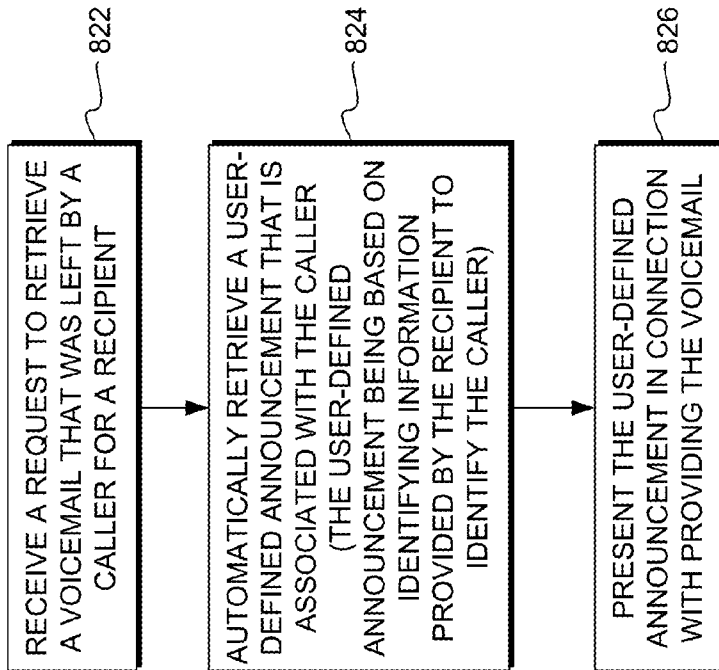 RECEIVE A REQUEST TO RETRIEVE
A VOICEMAIL THAT WAS LEFT BY A
CALLER FOR A RECIPIENT
822
AUTOMATICALLY RETRIEVE A USER-
DEFINED ANNOUNCEMENT THAT IS
ASSOCIATED WITH THE CALLER
(THE USER-DEFINED
ANNOUNCEMENT BEING BASED ON
IDENTIFYING INFORMATION
PROVIDED BY THE RECIPIENT TO
IDENTIFY THE CALLER)
824
PRESENT THE USER-DEFINED
ANNOUNCEMENT IN CONNECTION
WITH PROVIDING THE VOICEMAIL
826